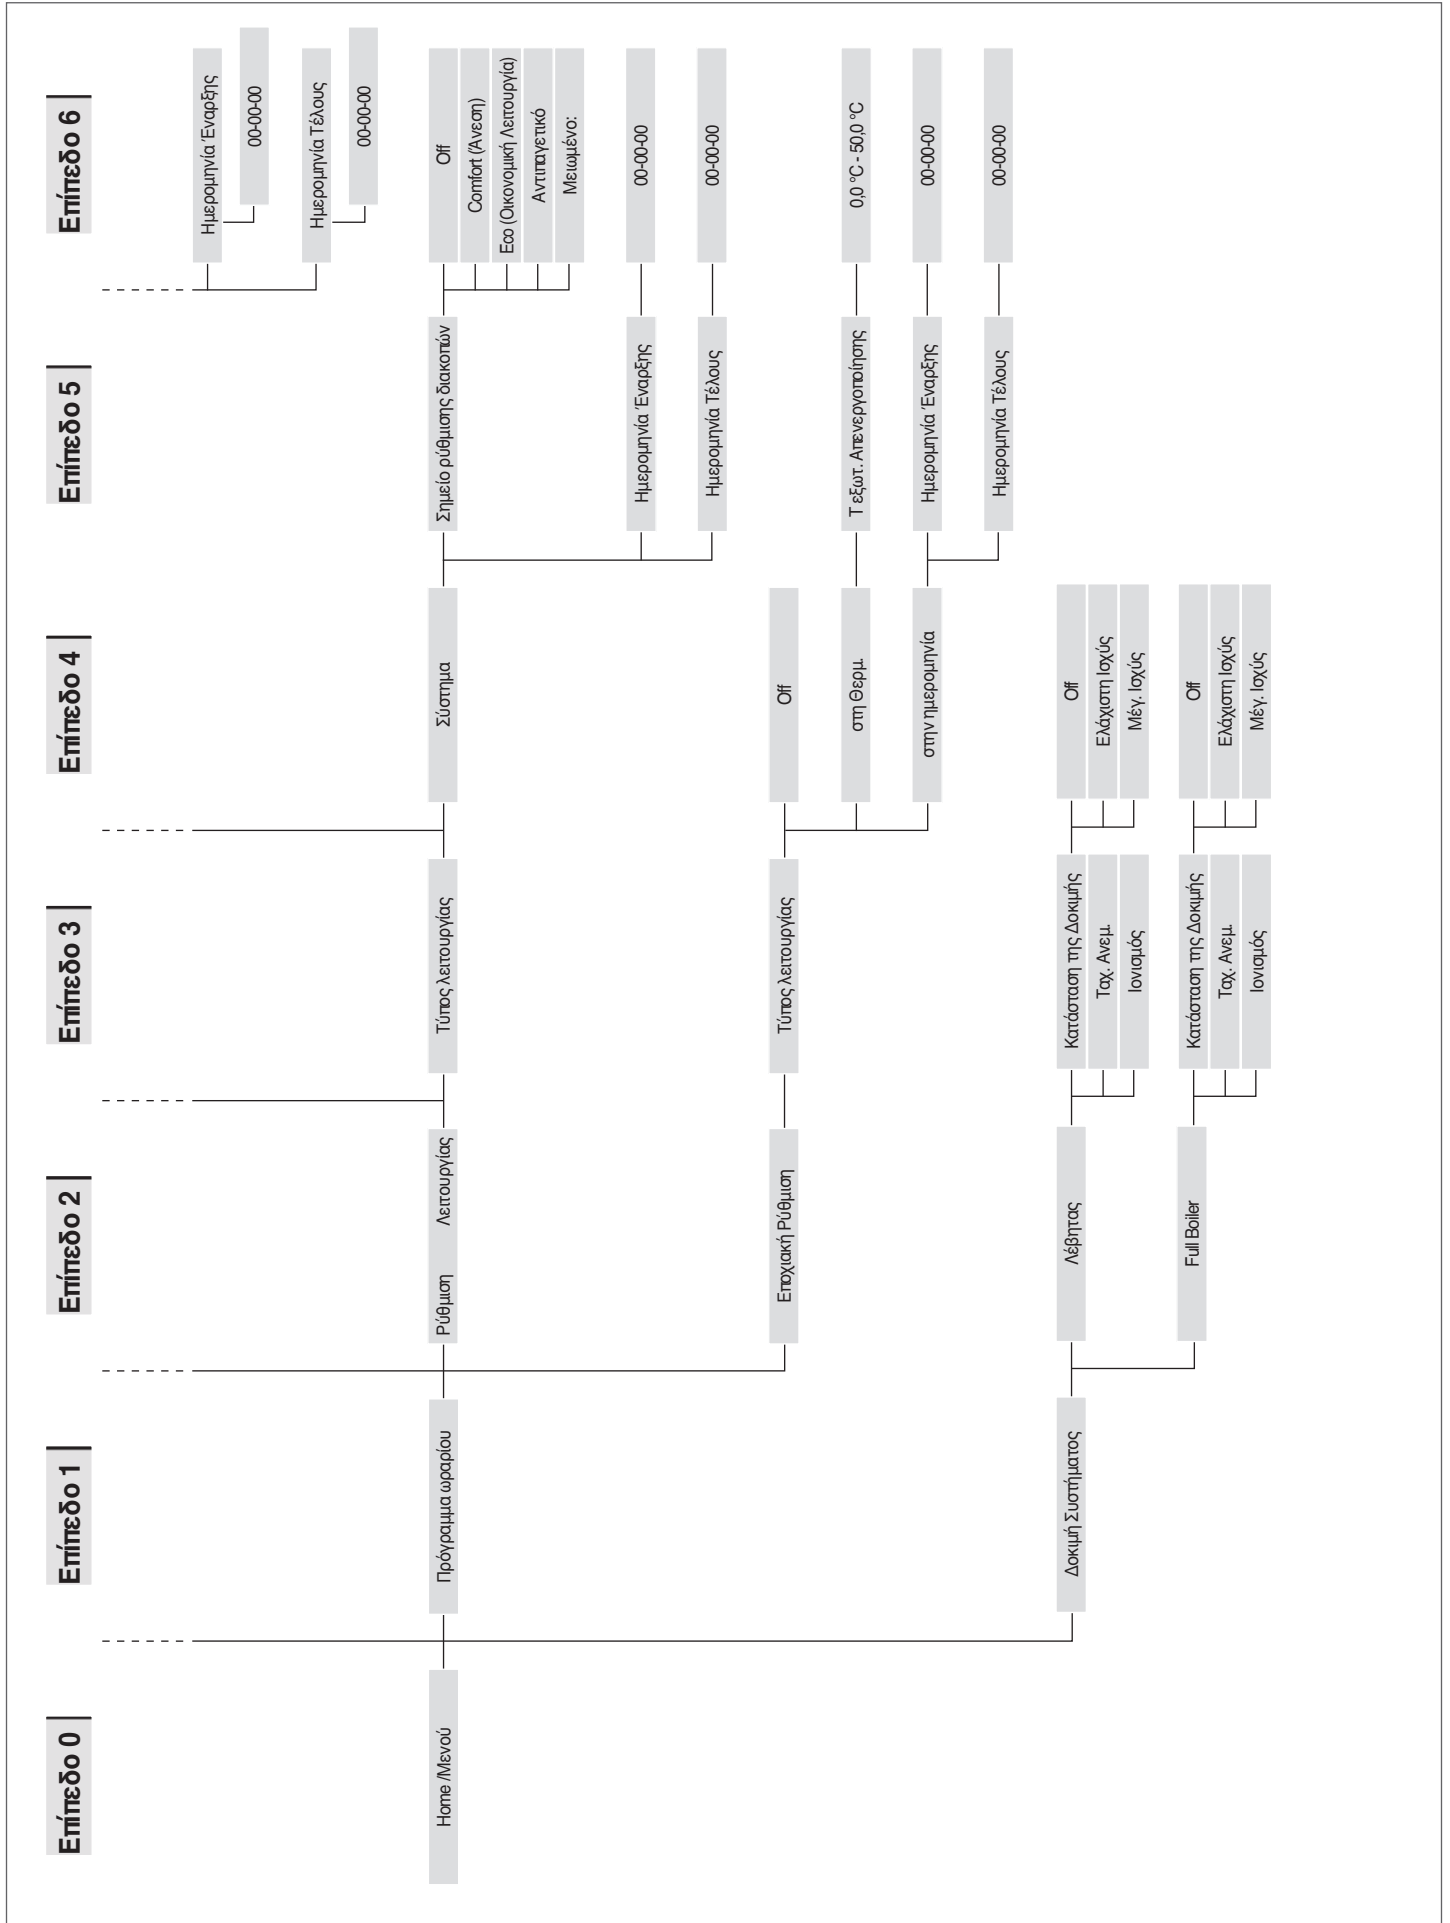 Επίπεδο 0
Επίπεδο 1
Επίπεδο 2
Επίπεδο 3
Επίπεδο 4
Επίπεδο 5
Επίπεδο 6
Ημερομηνία Έναρξης
00-00-00
Ημερομηνία Τέλους
00-00-00
Home /Μενού
Πρόγραμμα ωραρίου
Ρύθμιση Λειτουργίας
Τύπος λειτουργίας
Σύστημα
Σημείο ρύθμισης διακοπών
Off
Comfort (Άνεση)
Eco (Οικονομική Λειτουργία)
Αντιπαγετικό
Μειωμένο:
Ημερομηνία Έναρξης
00-00-00
Ημερομηνία Τέλους
00-00-00
Εποχιακή Ρύθμιση
Τύπος λειτουργίας
Off
στη Θερμ.
Τ εξωτ. Απενεργοποίησης
0,0 °C - 50,0 °C
στην ημερομηνία
Ημερομηνία Έναρξης
00-00-00
Ημερομηνία Τέλους
00-00-00
Δοκιμή Συστήματος
Λέβητας
Κατάσταση της Δοκιμής
Off
Ταχ. Ανεμ.
Ελάχιστη Ισχύς
Ιονισμός
Μέγ. Ισχύς
Full Boiler
Κατάσταση της Δοκιμής
Off
Ταχ. Ανεμ.
Ελάχιστη Ισχύς
Ιονισμός
Μέγ. Ισχύς